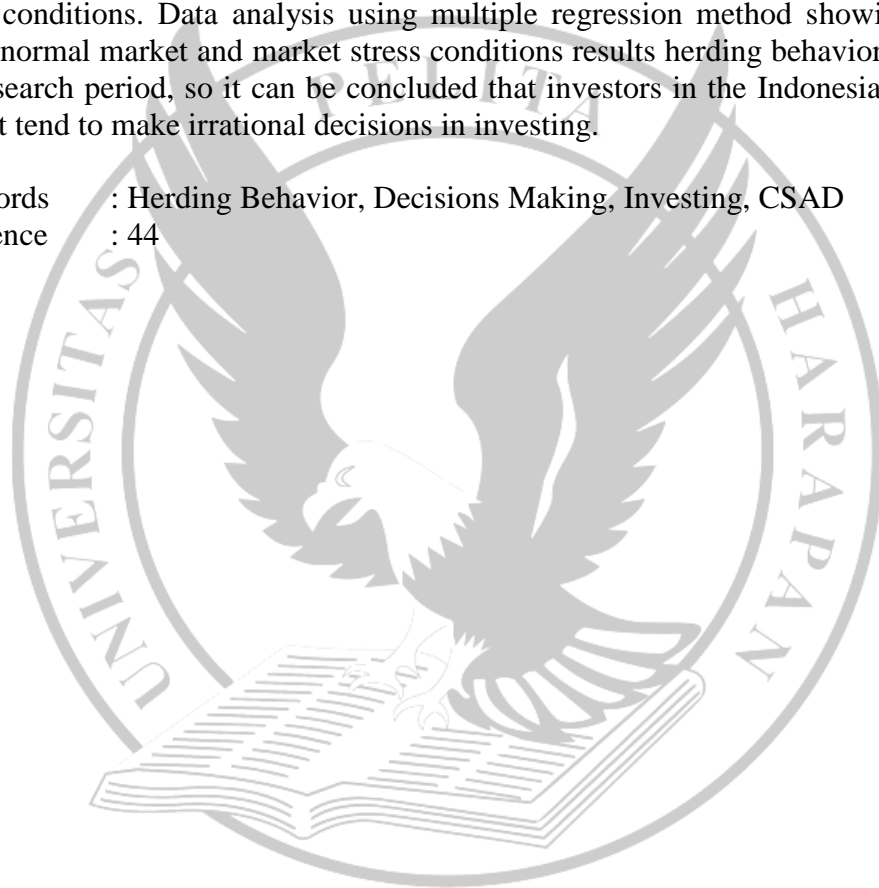 conditions. Data analysis using multiple regression method showi
normal market and market stress conditions results herding behavior
search period, so it can be concluded that investors in the Indonesia
t tend to make irrational decisions in investing.
ords : Herding Behavior, Decisions Making, Investing, CSAD
ence : 44
UNIVERSITAS PELITA HARAPAN